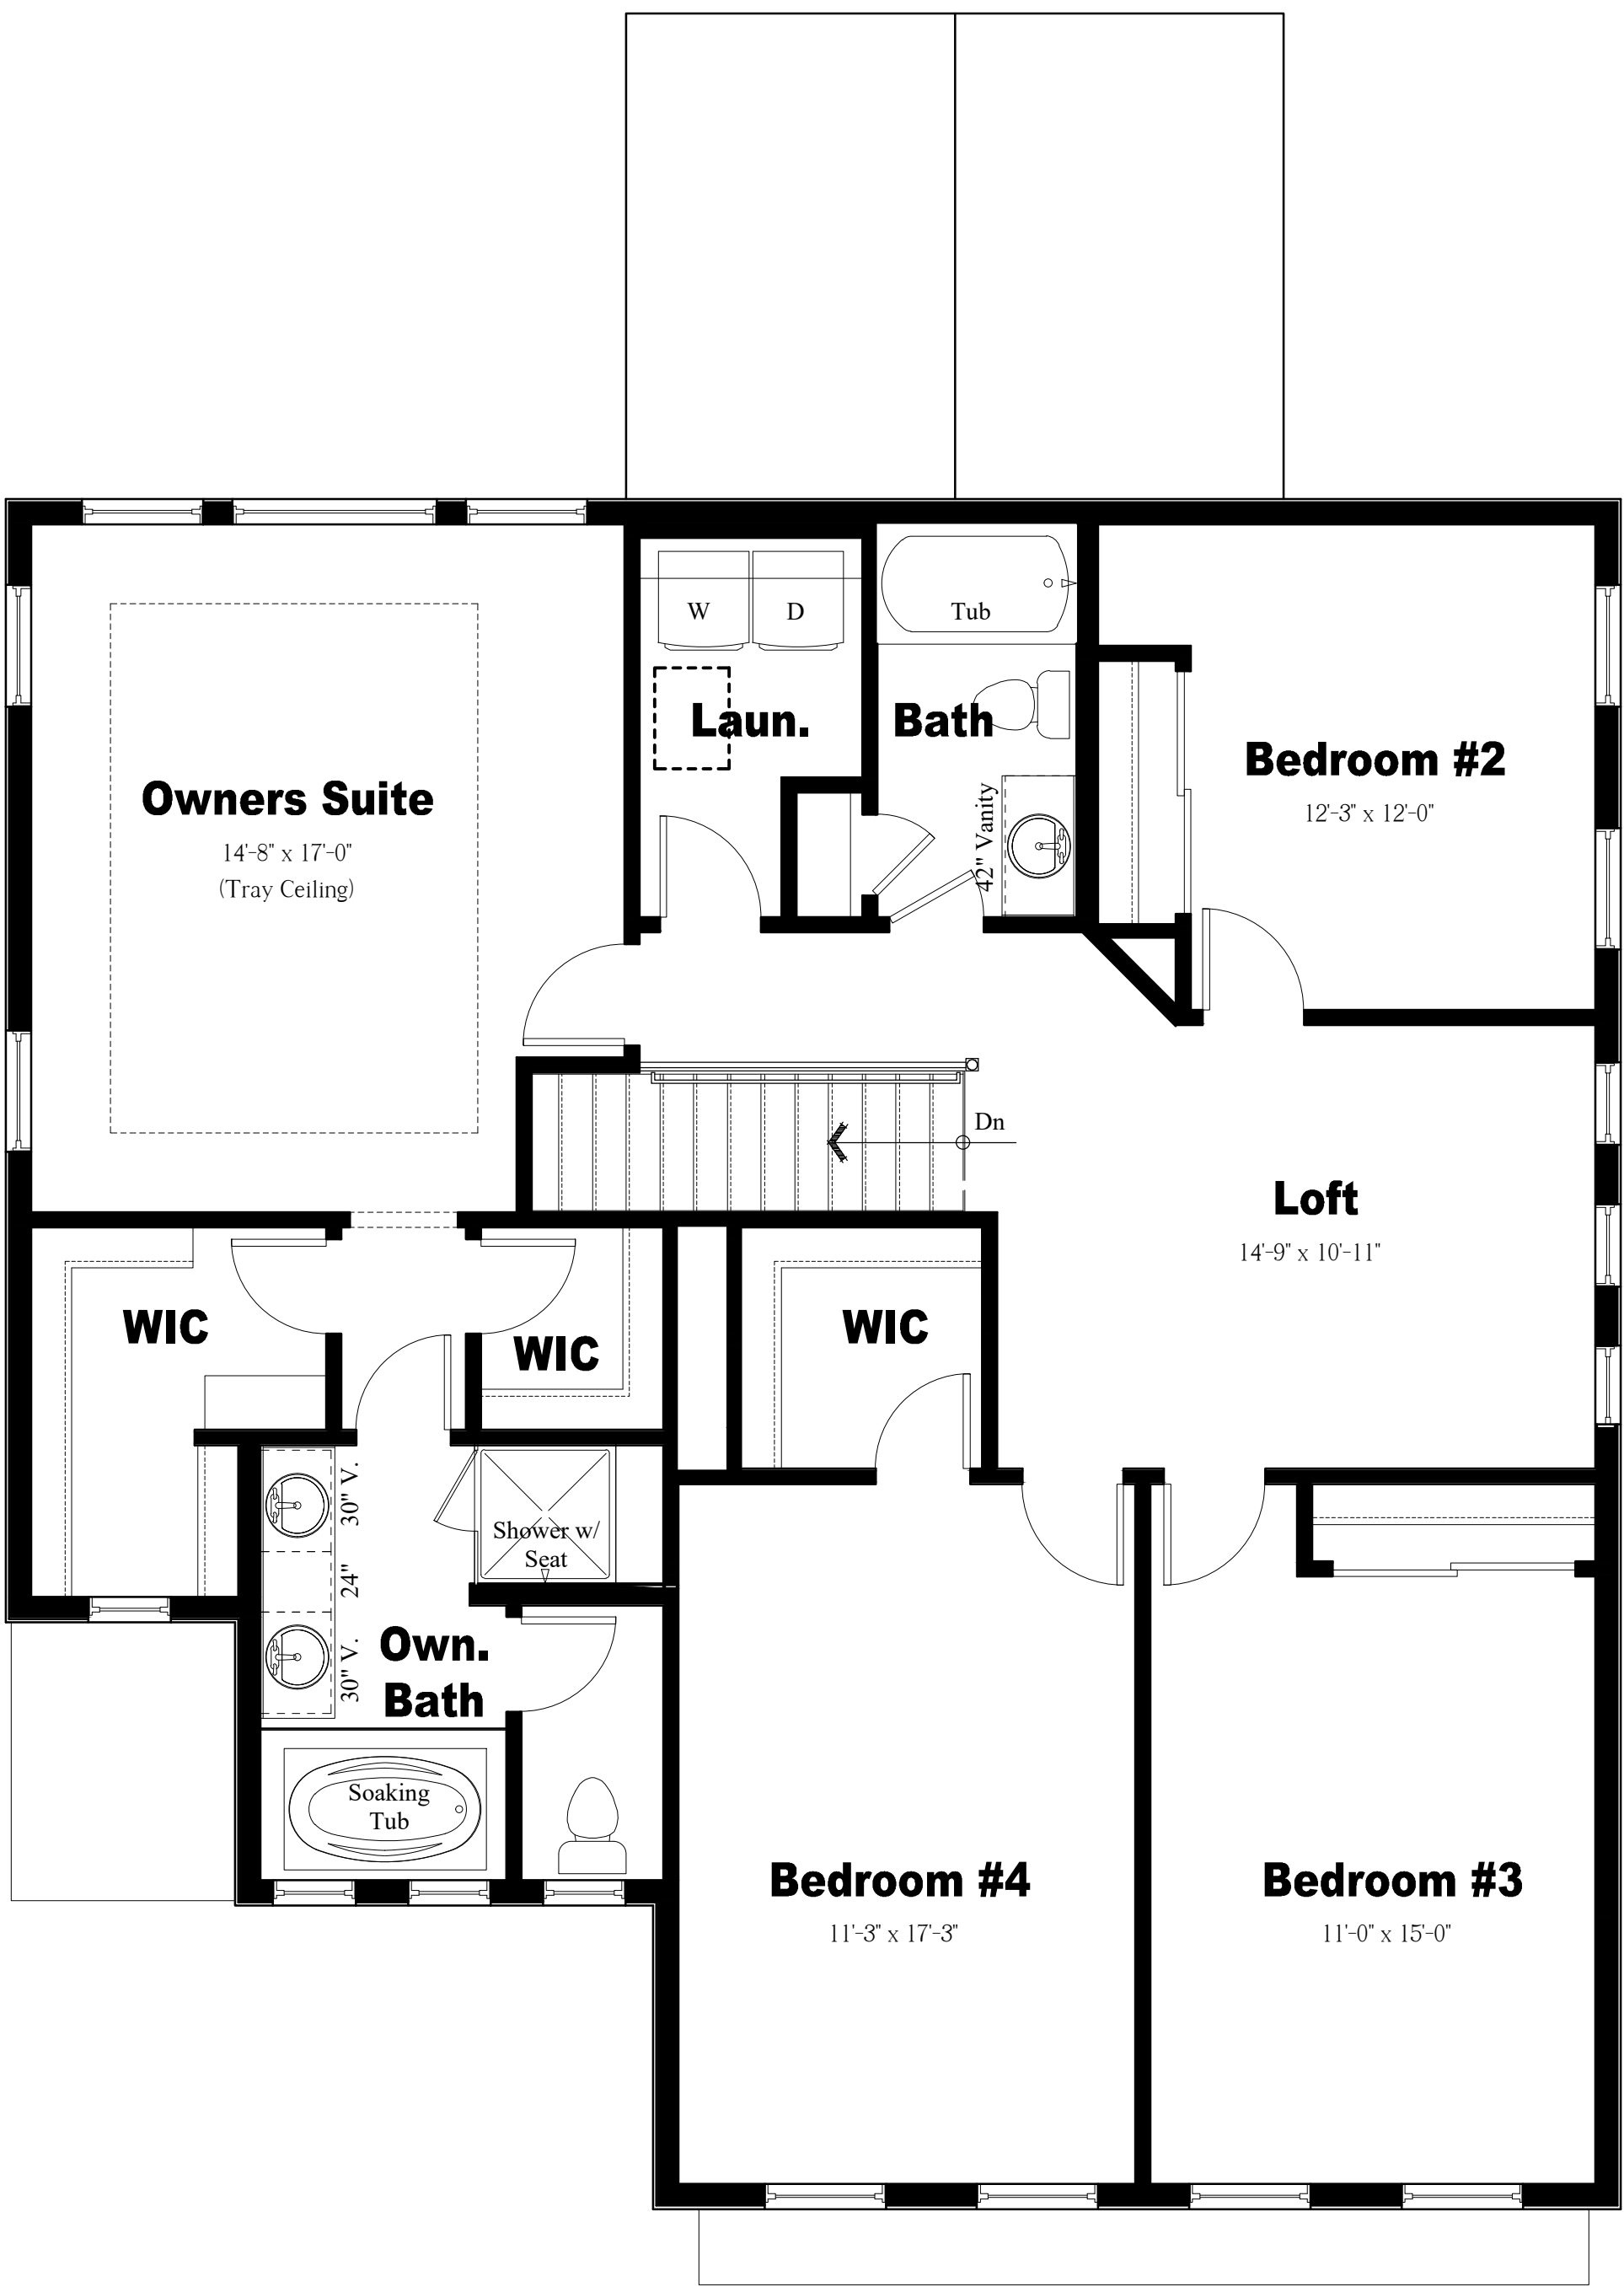 W
D
Tub
Laun.
Bath
42" Vanity
Bedroom #2
12'-3" x 12'-0"
Owners Suite
14'-8" x 17'-0"
(Tray Ceiling)
Dn
Loft
14'-9" x 10'-11"
WIC
WIC
WIC
30" V.
24"
30" V.
Shower w/
Seat
Own.
Bath
Soaking
Tub
Bedroom #4
11'-3" x 17'-3"
Bedroom #3
11'-0" x 15'-0"